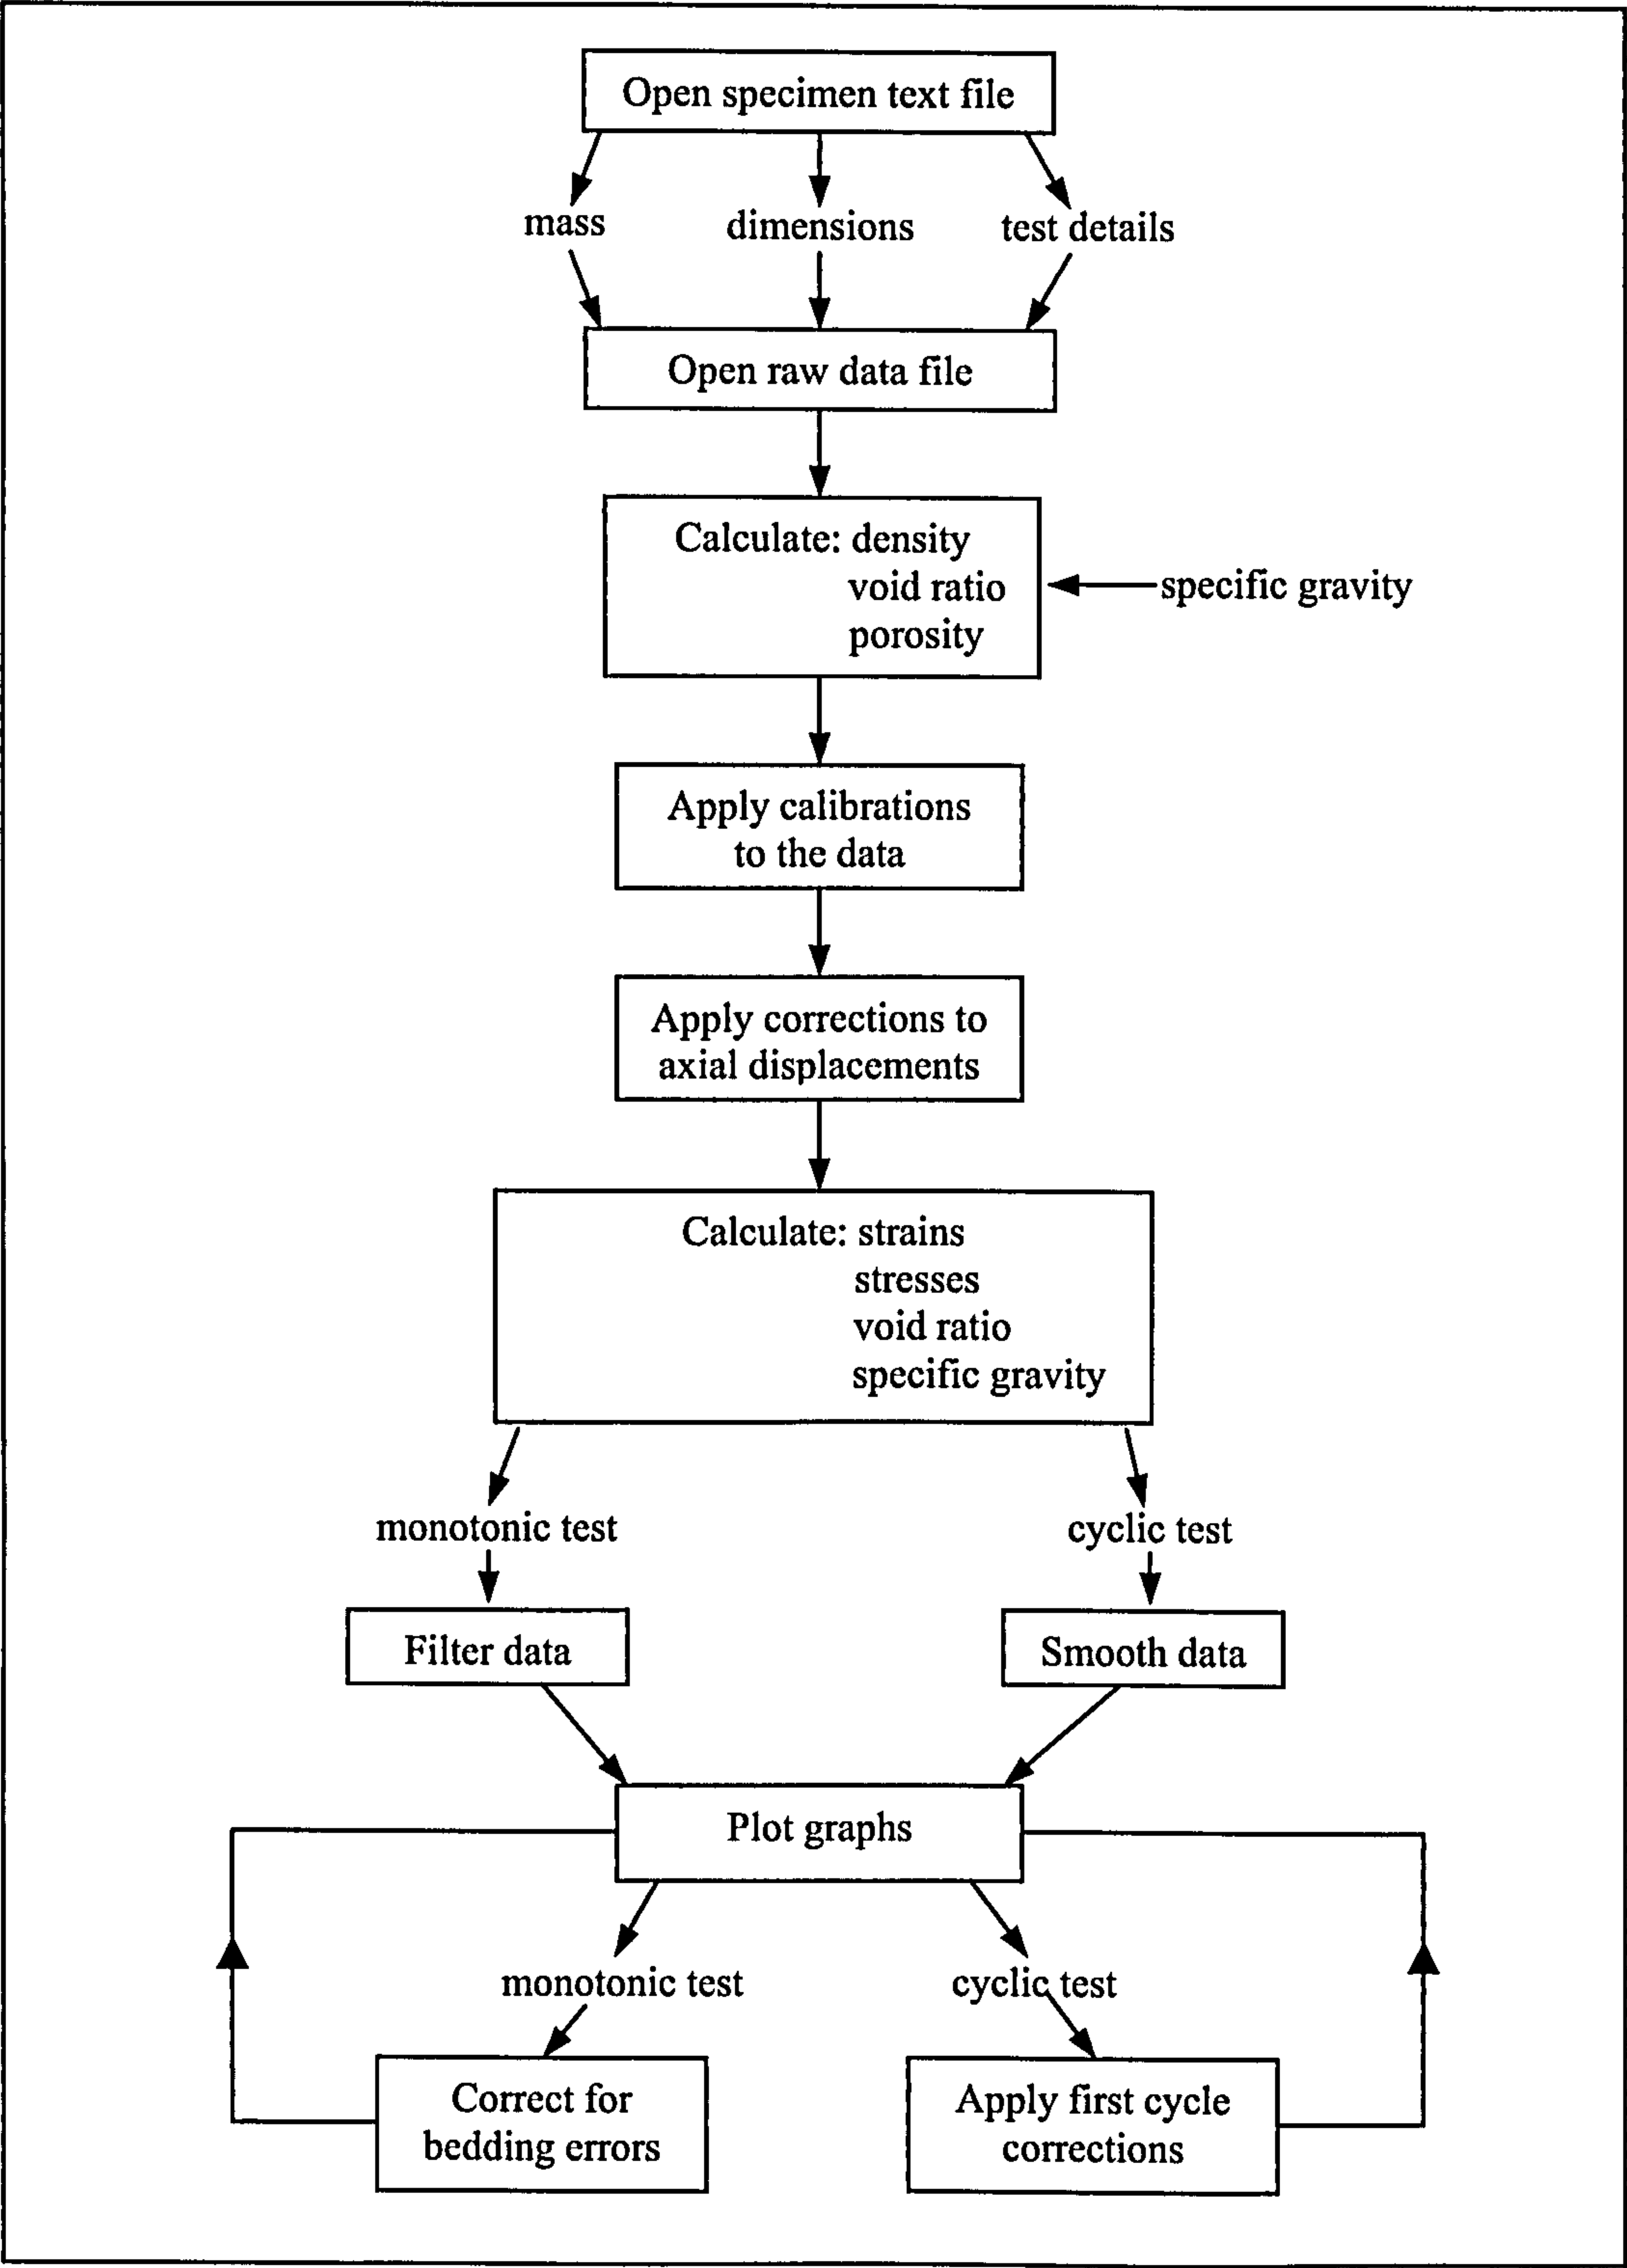 Open specimen text file
mass
dimensions
test details
Open raw data file
Calculate: density
void ratio
porosity
specific gravity
Apply calibrations
to the data
Apply corrections to
axial displacements
Calculate: strains
stresses
void ratio
specific gravity
monotonic test
cyclic test
Filter data
Smooth data
Plot graphs
monotonic test
cyclic test
Correct for
bedding errors
Apply first cycle
corrections